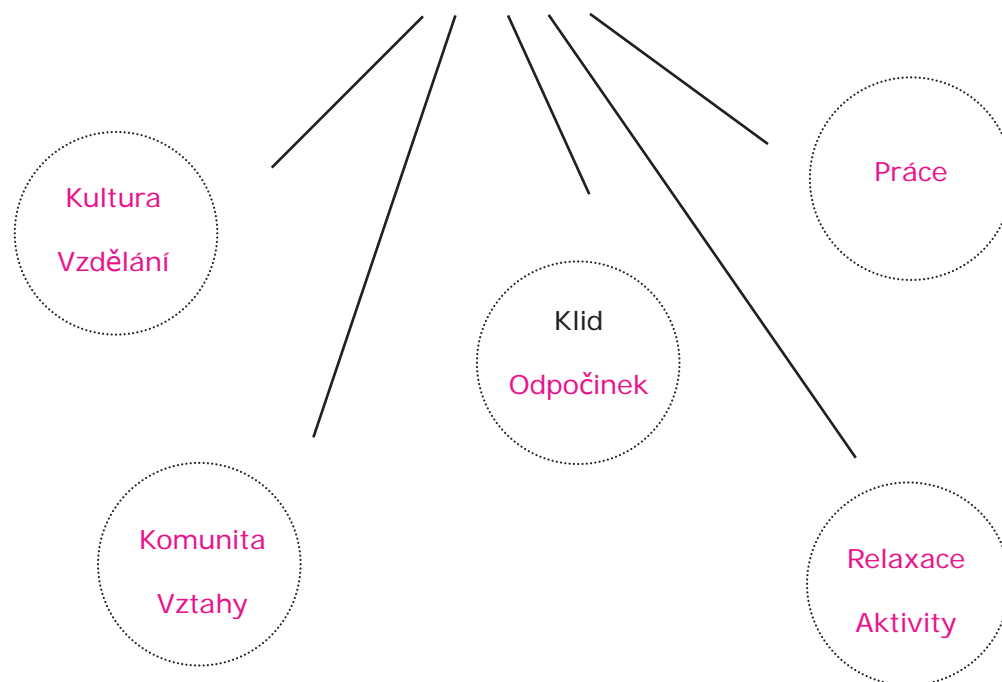 Kultura
Vzdělání
Práce
Klid
Odpočinek
Komunita
Vztahy
Relaxace
Aktivity